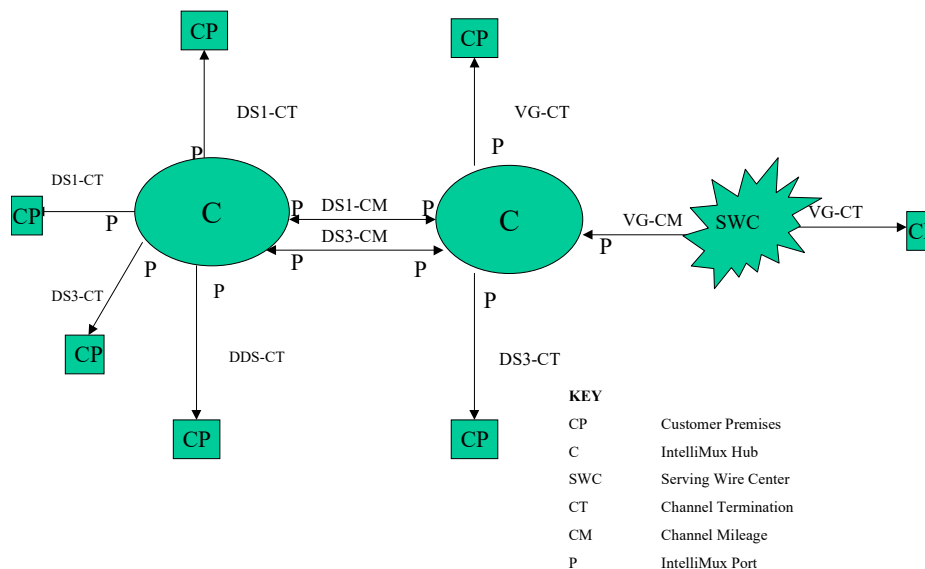 CP
CP
DS1-CT
VG-CT
P
P
DS1-CT
CP
P
C
P
DS1-CM
P
C
DS3-CM
P
P
VG-CM
P
SWC
VG-CT
C
P
P
P
DS3-CT
CP
DDS-CT
DS3-CT
CP
CP
KEY
CP Customer Premises
C IntelliMux Hub
SWC Serving Wire Center
CT Channel Termination
CM Channel Mileage
P IntelliMux Port